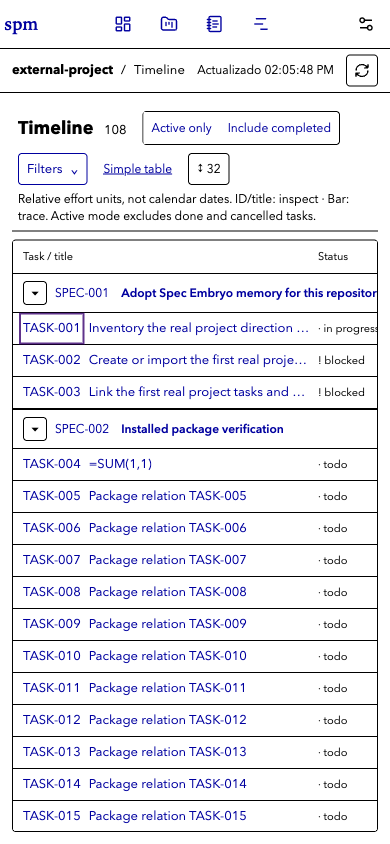 spm
external-project / Timeline Actualizado 02:05:48 PM
Timeline 108 Active only Include completed
Filters Simple table ↕ 32
Relative effort units, not calendar dates. ID/title: inspect · Bar:
trace. Active mode excludes done and cancelled tasks.
Task / title Status
SPEC-001 Adopt Spec Embryo memory for this repositor
TASK-001 Inventory the real project direction … · in progress
TASK-002 Create or import the first real proje… ! blocked
TASK-003 Link the first real project tasks and … ! blocked
SPEC-002 Installed package verification
TASK-004 =SUM(1,1) · todo
TASK-005 Package relation TASK-005 · todo
TASK-006 Package relation TASK-006 · todo
TASK-007 Package relation TASK-007 · todo
TASK-008 Package relation TASK-008 · todo
TASK-009 Package relation TASK-009 · todo
TASK-010 Package relation TASK-010 · todo
TASK-011 Package relation TASK-011 · todo
TASK-012 Package relation TASK-012 · todo
TASK-013 Package relation TASK-013 · todo
TASK-014 Package relation TASK-014 · todo
TASK-015 Package relation TASK-015 · todo